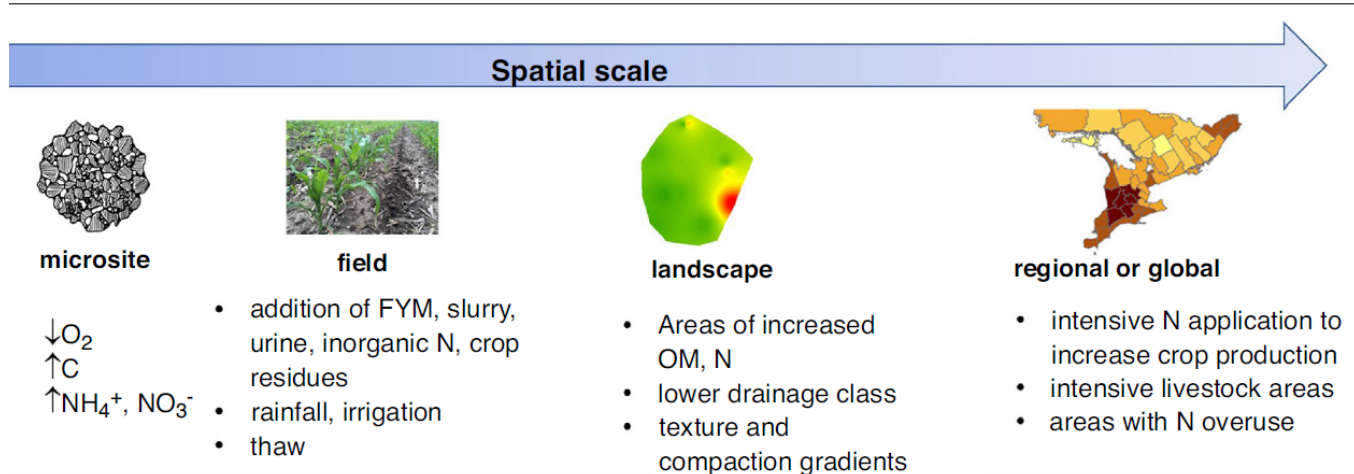 Spatial scale
microsite
↓O₂
↑C
↑NH₄⁺, NO₃⁻
field
• addition of FYM, slurry,
urine, inorganic N, crop
residues
• rainfall, irrigation
• thaw
landscape
• Areas of increased
OM, N
• lower drainage class
• texture and
compaction gradients
regional or global
• intensive N application to
increase crop production
• intensive livestock areas
• areas with N overuse